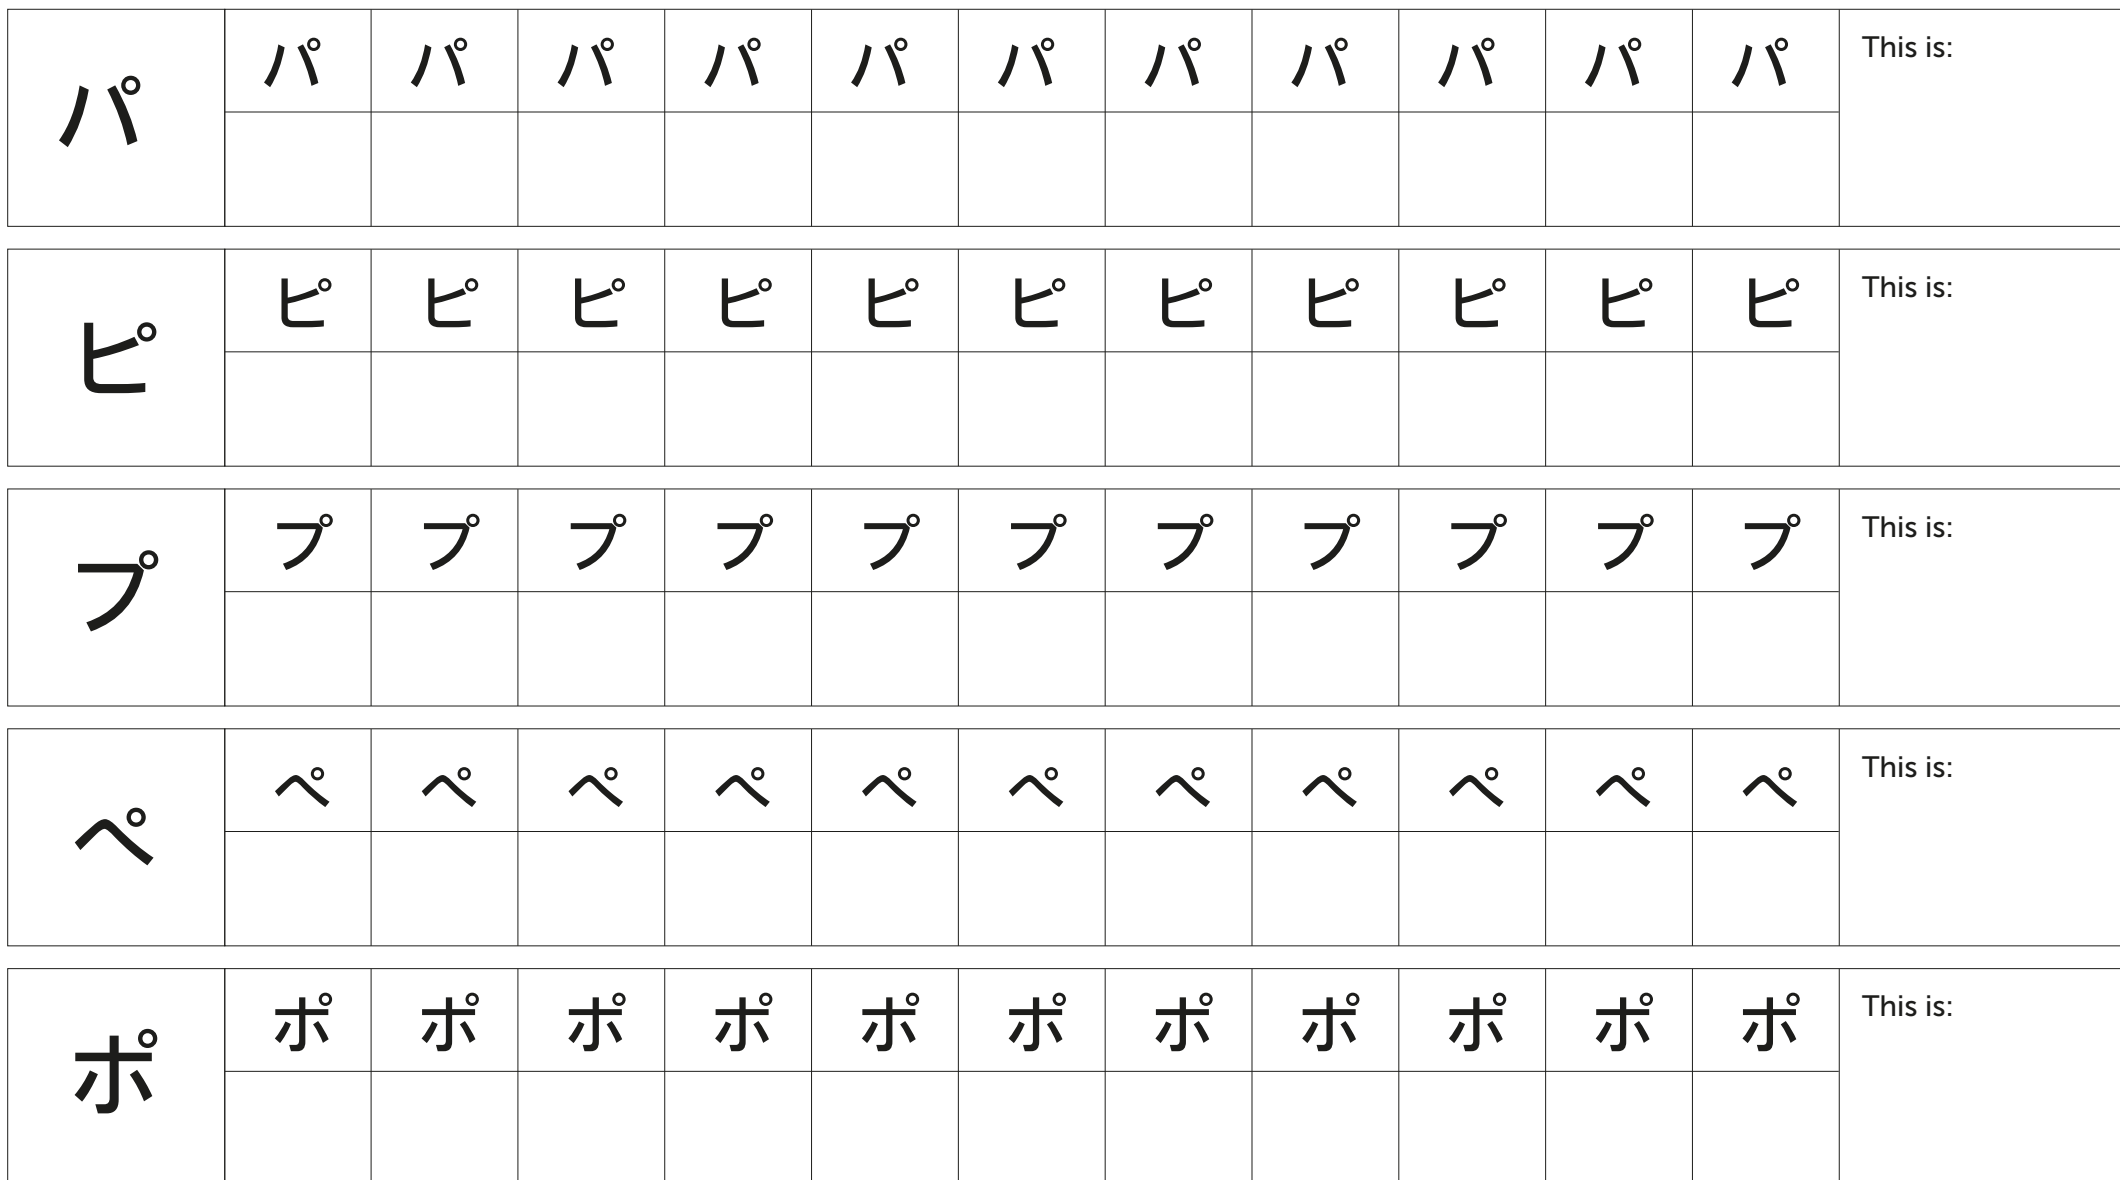 パ パ パ パ パ パ パ パ パ パ パ パ This is:
ピ ピ ピ ピ ピ ピ ピ ピ ピ ピ ピ ピ This is:
プ プ プ プ プ プ プ プ プ プ プ プ This is:
ペ ペ ペ ペ ペ ペ ペ ペ ペ ペ ペ ペ This is:
ポ ポ ポ ポ ポ ポ ポ ポ ポ ポ ポ ポ This is: